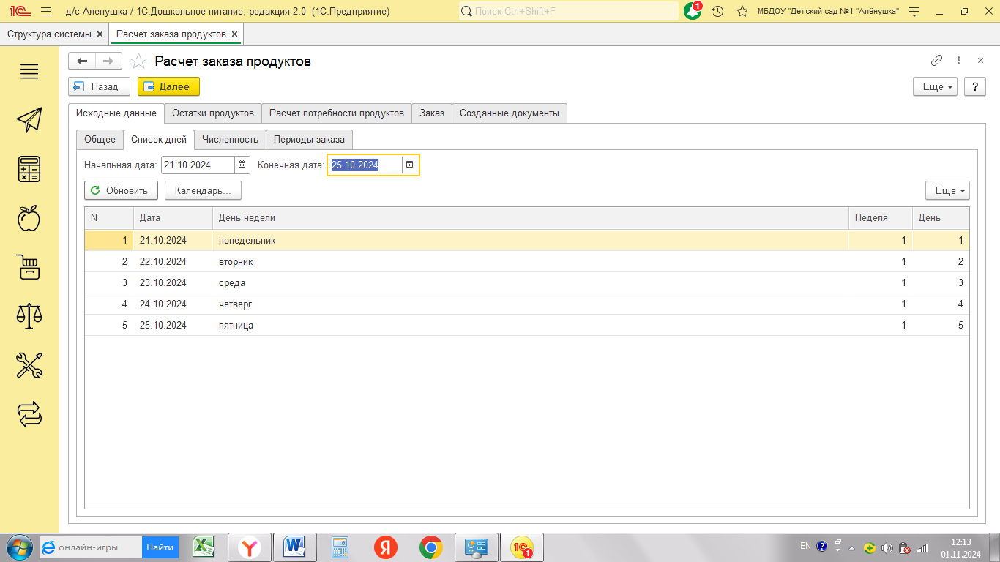 д/с Аленушка / 1С:Дошкольное питание, редакция 2.0 (1С:Предприятие)
Поиск Ctrl+Shift+F
1
МБДОУ "Детский сад №1 "Алёнушка"
Структура системы
Расчет заказа продуктов
Расчет заказа продуктов
Назад
Далее
Еще
?
Исходные данные
Остатки продуктов
Расчет потребности продуктов
Заказ
Созданные документы
Общее
Список дней
Численность
Периоды заказа
Начальная дата: 21.10.2024
Конечная дата: 25.10.2024
Обновить
Календарь...
Еще
N Дата День недели Неделя День
1 21.10.2024 понедельник 1 1
2 22.10.2024 вторник 1 2
3 23.10.2024 среда 1 3
4 24.10.2024 четверг 1 4
5 25.10.2024 пятница 1 5
онлайн-игры
Найти
Я
1С
1
EN
12:13
01.11.2024